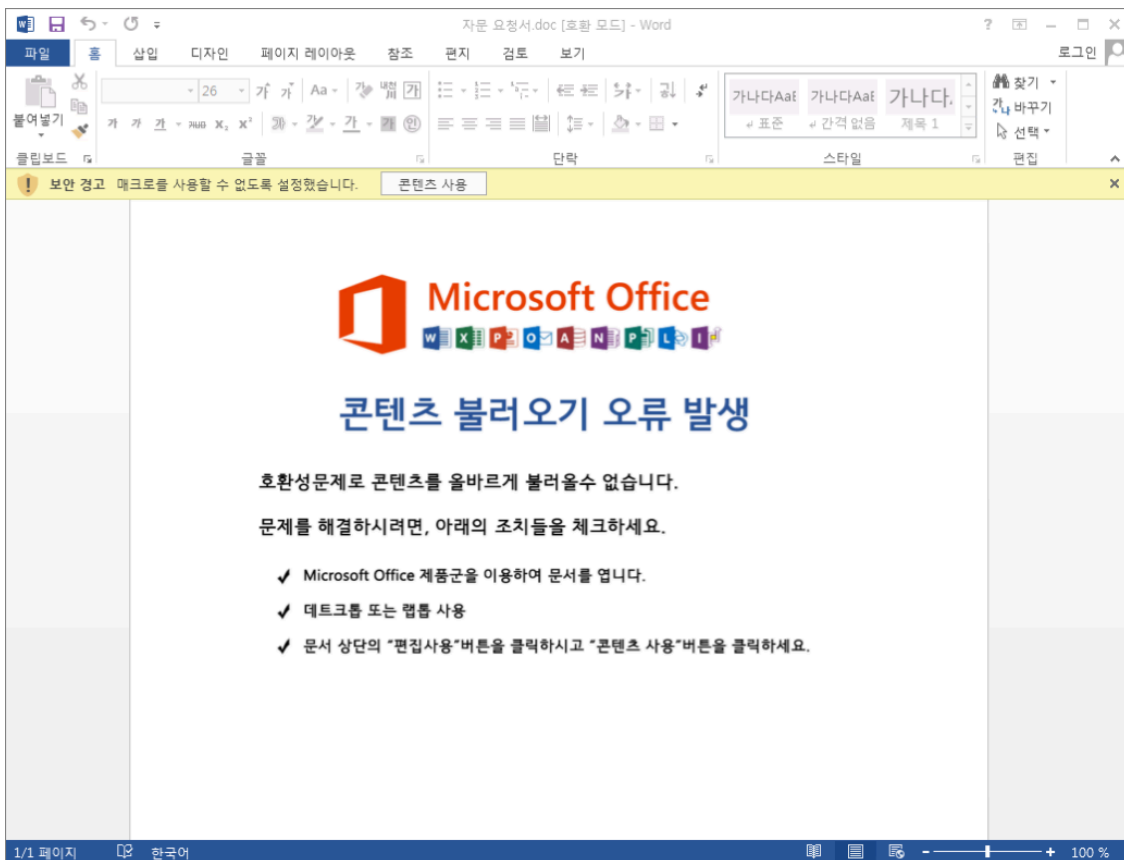 자문 요청서.doc [호환 모드] - Word
파일 홈 삽입 디자인 페이지 레이아웃 참조 편지 검토 보기 로그인
붙여넣기
26
Aa
가나다AaB 가나다AaB 가나다.
표준 간격 없음 제목 1
찾기
바꾸기
선택
클립보드 글꼴 단락 스타일 편집
보안 경고 매크로를 사용할 수 없도록 설정했습니다. 콘텐츠 사용
Microsoft Office
콘텐츠 불러오기 오류 발생
호환성문제로 콘텐츠를 올바르게 불러올수 없습니다.
문제를 해결하시려면, 아래의 조치들을 체크하세요.
✓ Microsoft Office 제품군을 이용하여 문서를 엽니다.
✓ 데트크톱 또는 랩톱 사용
✓ 문서 상단의 "편집사용"버튼을 클릭하시고 "콘텐츠 사용"버튼을 클릭하세요.
1/1 페이지 한국어 100 %